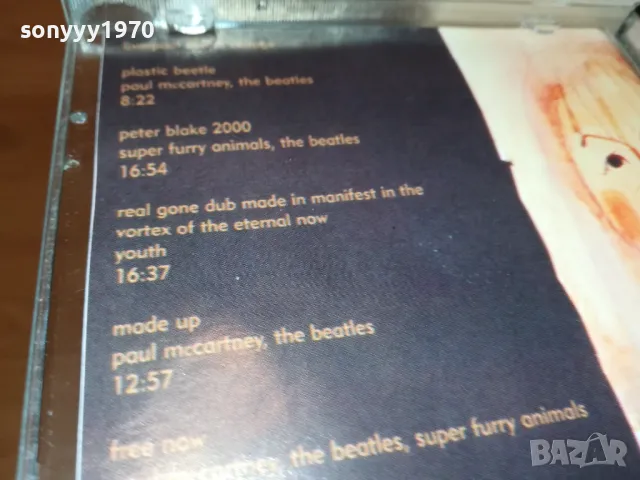 sonyyy1970
plastic beetle
paul mccartney, the beatles
8:22
peter blake 2000
super furry animals, the beatles
16:54
real gone dub made in manifest in the
vortex of the eternal now
youth
16:37
made up
paul mccartney, the beatles
12:57
free now
mccartney, the beatles, super furry animals
BAZAR